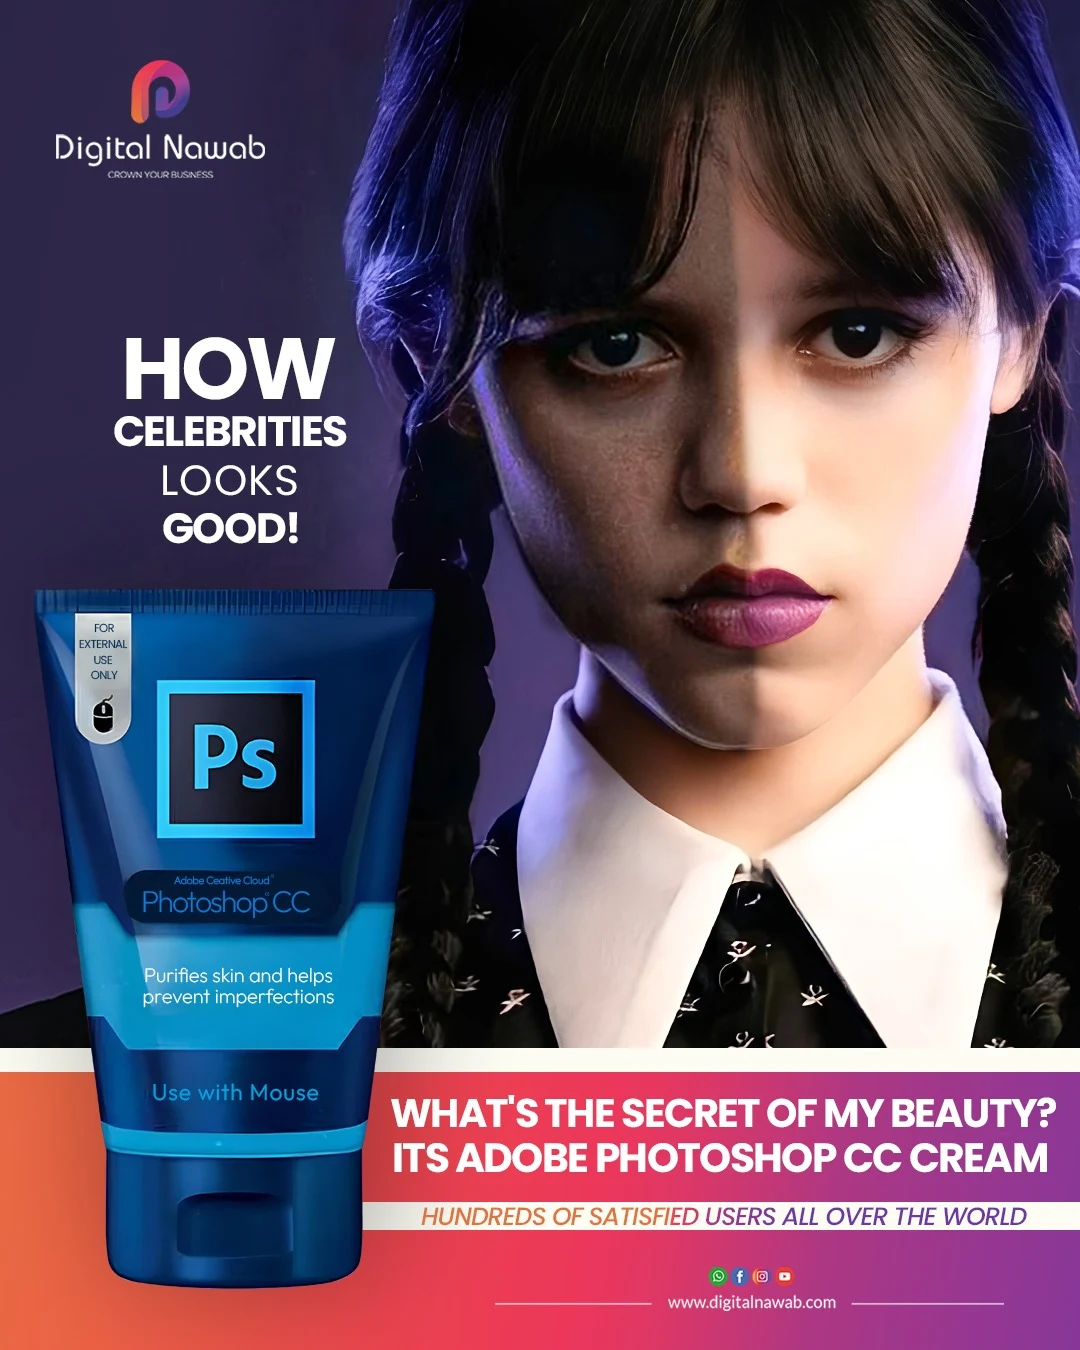 Digital Nawab
CROWN YOUR BUSINESS
HOW
CELEBRITIES
LOOKS
GOOD!
FOR
EXTERNAL
USE
ONLY
Ps
Adobe Ceative Cloud®
Photoshop® CC
Purifies skin and helps
prevent imperfections
Use with Mouse
WHAT'S THE SECRET OF MY BEAUTY?
ITS ADOBE PHOTOSHOP CC CREAM
HUNDREDS OF SATISFIED USERS ALL OVER THE WORLD
www.digitalnawab.com